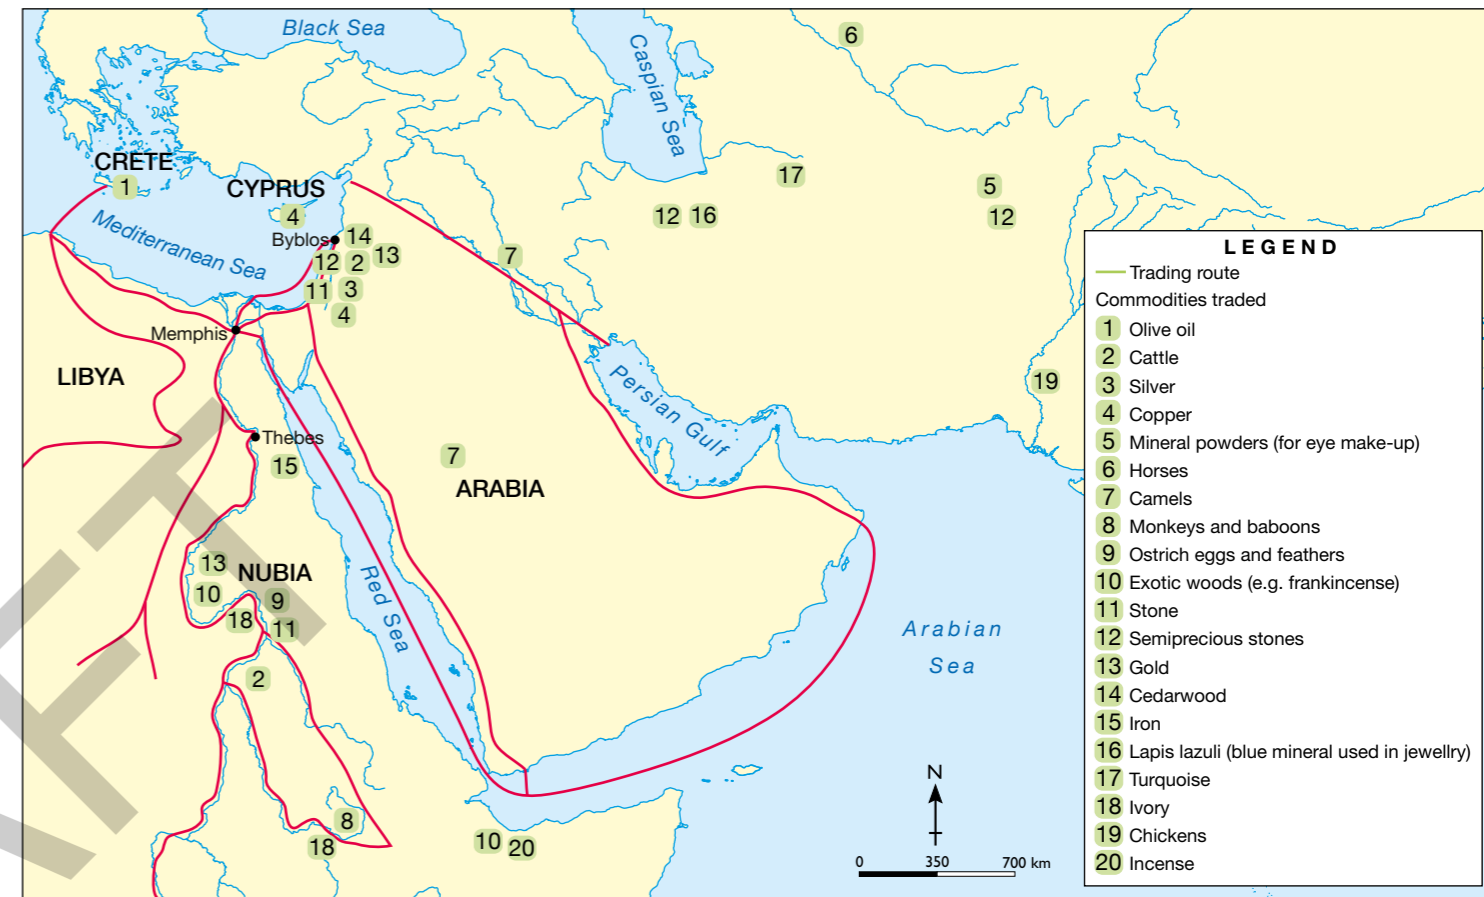 Black Sea
Caspian Sea
6
CRETE
1
CYPRUS
4
17
5
12 16
12
Mediterranean Sea
Byblos
14
13
12 2
7
11 3
4
Memphis
LIBYA
Persian Gulf
19
Thebes
15
7
ARABIA
13
NUBIA
10
9
18
11
Red Sea
Arabian
Sea
2
8
18
10 20
N
0 350 700 km
LEGEND
Trading route
Commodities traded
1 Olive oil
2 Cattle
3 Silver
4 Copper
5 Mineral powders (for eye make-up)
6 Horses
7 Camels
8 Monkeys and baboons
9 Ostrich eggs and feathers
10 Exotic woods (e.g. frankincense)
11 Stone
12 Semiprecious stones
13 Gold
14 Cedarwood
15 Iron
16 Lapis lazuli (blue mineral used in jewellry)
17 Turquoise
18 Ivory
19 Chickens
20 Incense